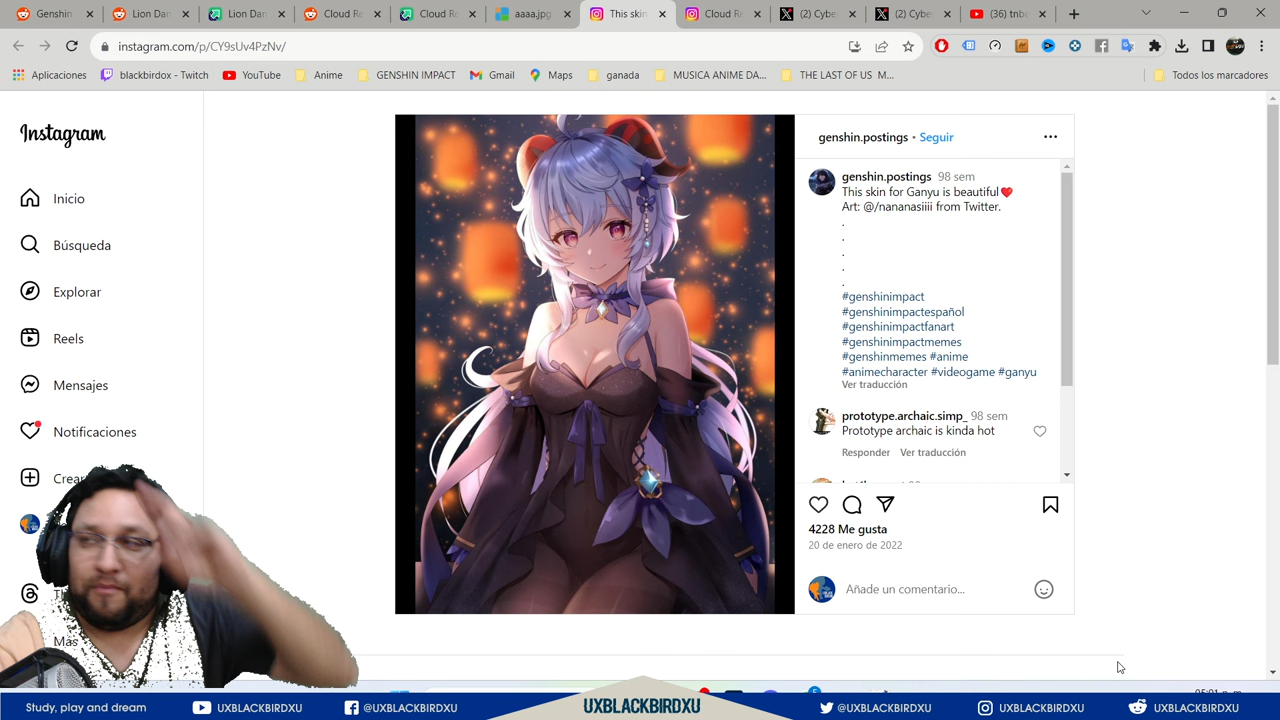 Genshin
Lion Dan
Lion Dan
Cloud Re
Cloud Re
aaaa.jpg
This skin
Cloud Re
(2) Cybe
(2) Cybe
(36) tnbe
instagram.com/p/CY9sUv4PzNv/
Aplicaciones
blackbirdox - Twitch
YouTube
Anime
GENSHIN IMPACT
Gmail
Maps
ganada
MUSICA ANIME DA...
THE LAST OF US M...
Todos los marcadores
Instagram
Inicio
Búsqueda
Explorar
Reels
Mensajes
Notificaciones
Crear
Más
genshin.postings • Seguir
genshin.postings 98 sem
This skin for Ganyu is beautiful❤️
Art: @/nananasiiii from Twitter.
.
.
.
.
.
#genshinimpact
#genshinimpactespañol
#genshinimpactfanart
#genshinimpactmemes
#genshinmemes #anime
#animecharacter #videogame #ganyu
Ver traducción
prototype.archaic.simp_ 98 sem
Prototype archaic is kinda hot
Responder Ver traducción
4228 Me gusta
20 de enero de 2022
Añade un comentario...
Study, play and dream
UXBLACKBIRDXU
@UXBLACKBIRDXU
UXBLACKBIRDXU
@UXBLACKBIRDXU
UXBLACKBIRDXU
UXBLACKBIRDXU